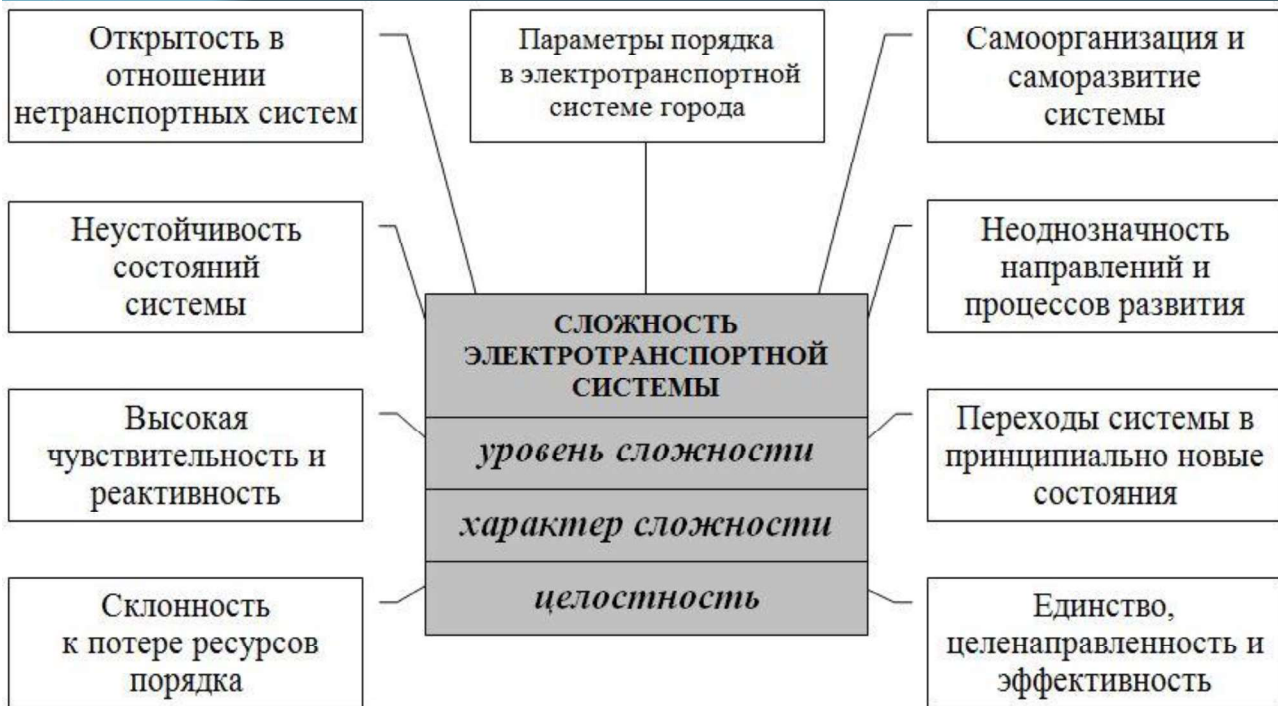 Открытость в
отношении
нетранспортных систем
Параметры порядка
в электротранспортной
системе города
Самоорганизация и
саморазвитие
системы
Неустойчивость
состояний
системы
Неоднозначность
направлений и
процессов развития
СЛОЖНОСТЬ
ЭЛЕКТРОТРАНСПОРТНОЙ
СИСТЕМЫ
уровень сложности
характер сложности
целостность
Высокая
чувствительность и
реактивность
Переходы системы в
принципиально новые
состояния
Склонность
к потере ресурсов
порядка
Единство,
целенаправленность и
эффективность